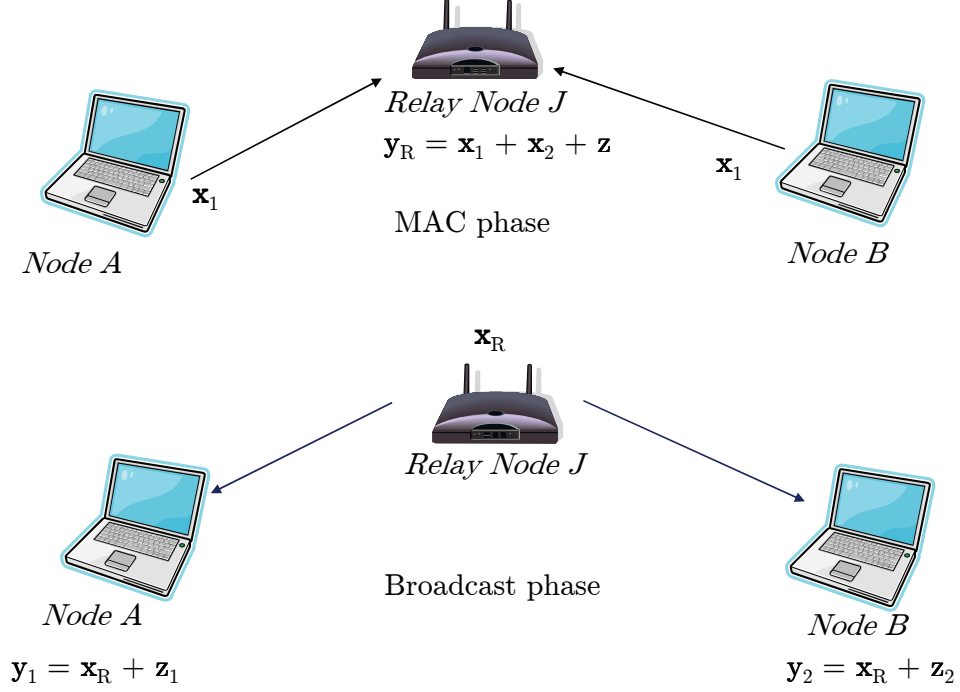 Relay Node J
y_R = x_1 + x_2 + z
x_1
x_1
MAC phase
Node A
Node B
x_R
Relay Node J
Broadcast phase
Node A
Node B
y_1 = x_R + z_1
y_2 = x_R + z_2